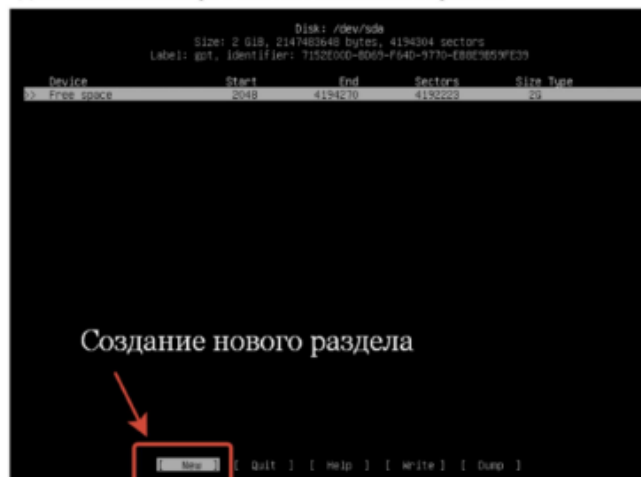 Disk: /dev/sda
Size: 2 GiB, 2147483648 bytes, 4194304 sectors
Label: gpt, identifier: 7152E00D-8D69-F64D-9770-EB8E9B59FE39
Device Start End Sectors Size Type
>> Free space 2048 4194270 4192223 2G
Создание нового раздела
[ New ] [ Quit ] [ Help ] [ Write ] [ Dump ]